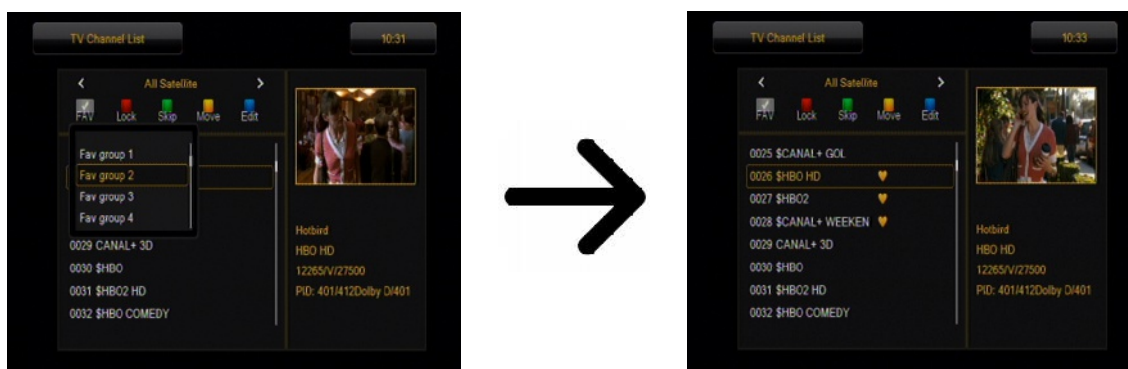 TV Channel List
10:31
All Satellite
FAV Lock Skip Move Edit
Fav group 1
Fav group 2
Fav group 3
Fav group 4
0029 CANAL+ 3D
0030 $HBO
0031 $HBO2 HD
0032 $HBO COMEDY
Hotbird
HBO HD
12265/V/27500
PID: 401/412Dolby D/401
TV Channel List
10:33
All Satellite
FAV Lock Skip Move Edit
0025 $CANAL+ GOL
0026 $HBO HD
0027 $HBO2
0028 $CANAL+ WEEKEN
0029 CANAL+ 3D
0030 $HBO
0031 $HBO2 HD
0032 $HBO COMEDY
Hotbird
HBO HD
12265/V/27500
PID: 401/412Dolby D/401